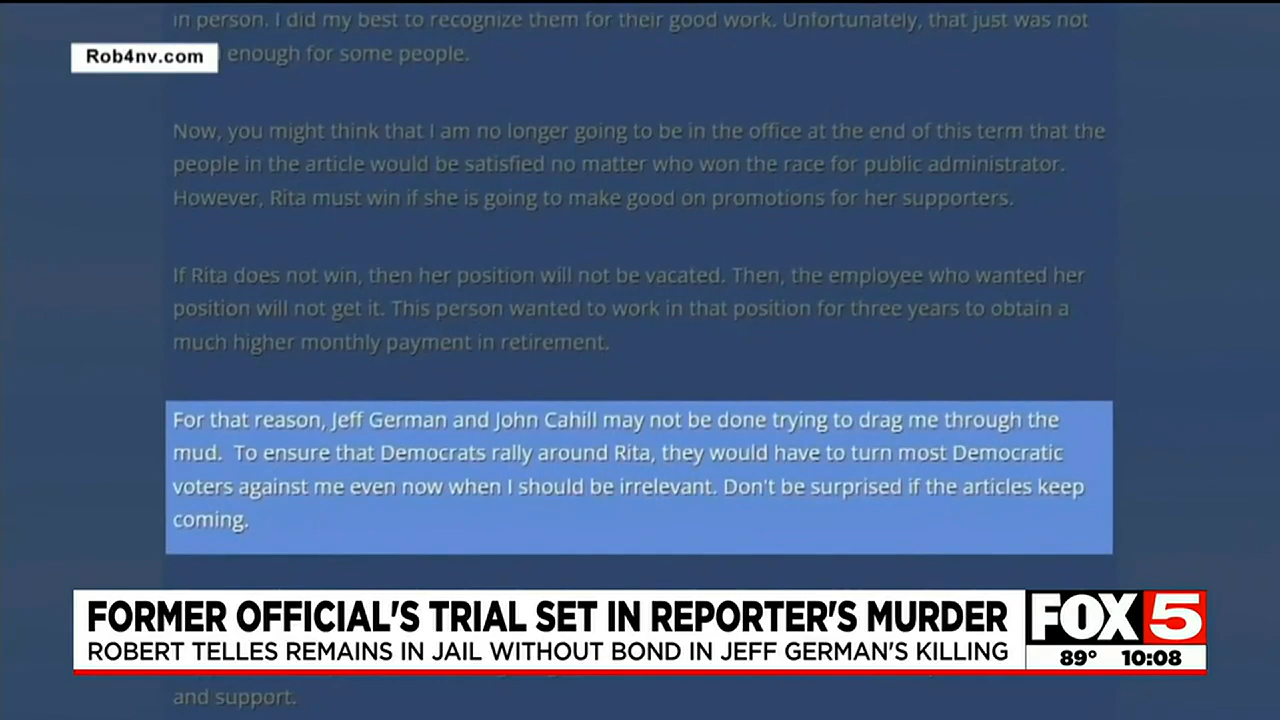 in person. I did my best to recognize them for their good work. Unfortunately, that just was not
Rob4nv.com
enough for some people.
Now, you might think that I am no longer going to be in the office at the end of this term that the
people in the article would be satisfied no matter who won the race for public administrator.
However, Rita must win if she is going to make good on promotions for her supporters.
If Rita does not win, then her position will not be vacated. Then, the employee who wanted her
position will not get it. This person wanted to work in that position for three years to obtain a
much higher monthly payment in retirement.
For that reason, Jeff German and John Cahill may not be done trying to drag me through the
mud.  To ensure that Democrats rally around Rita, they would have to turn most Democratic
voters against me even now when I should be irrelevant. Don't be surprised if the articles keep
coming.
FORMER OFFICIAL'S TRIAL SET IN REPORTER'S MURDER
ROBERT TELLES REMAINS IN JAIL WITHOUT BOND IN JEFF GERMAN'S KILLING
FOX 5
89° 10:08
and support.